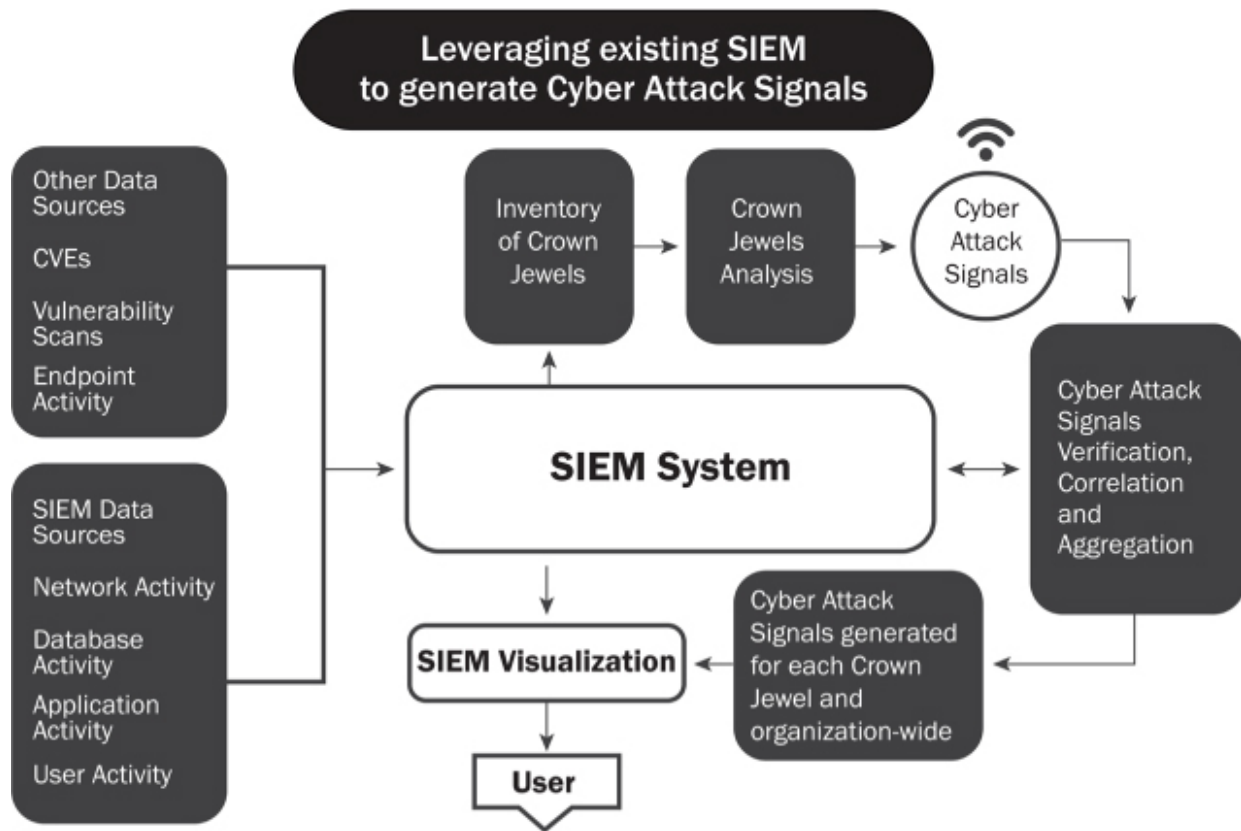 Leveraging existing SIEM
to generate Cyber Attack Signals
Other Data
Sources
CVEs
Vulnerability
Scans
Endpoint
Activity
SIEM Data
Sources
Network Activity
Database
Activity
Application
Activity
User Activity
Inventory
of Crown
Jewels
Crown
Jewels
Analysis
Cyber
Attack
Signals
SIEM System
Cyber Attack
Signals
Verification,
Correlation
and
Aggregation
Cyber Attack
Signals generated
for each Crown
Jewel and
organization-wide
SIEM Visualization
User